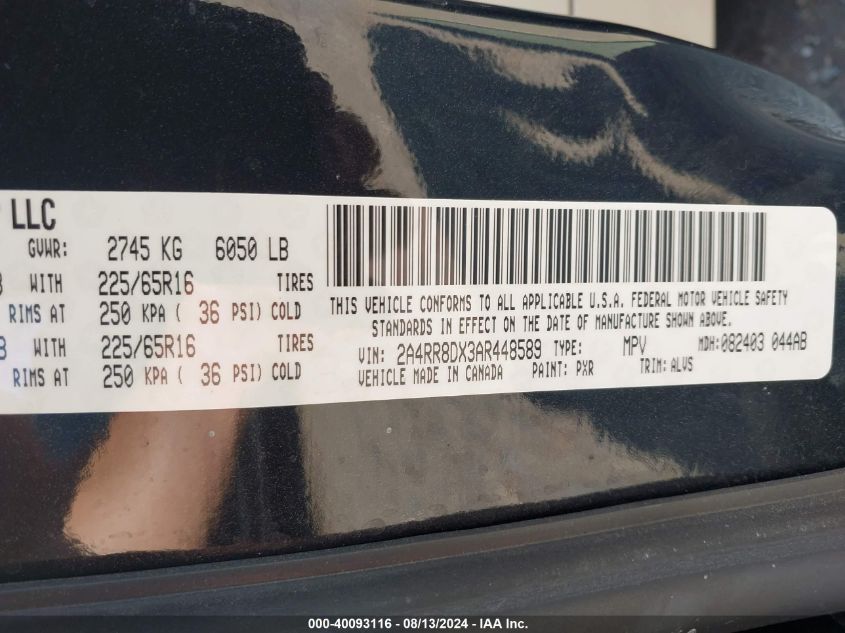 LLC
GVWR: 2745 KG 6050 LB
WITH 225/65R16 TIRES
RIMS AT 250 KPA ( 36 PSI) COLD
WITH 225/65R16 TIRES
RIMS AT 250 KPA ( 36 PSI) COLD
THIS VEHICLE CONFORMS TO ALL APPLICABLE U.S.A. FEDERAL MOTOR VEHICLE SAFETY
STANDARDS IN EFFECT ON THE DATE OF MANUFACTURE SHOWN ABOVE.
VIN: 2A4RR8DX3AR448589 TYPE: MPV MDH:082403 044AB
VEHICLE MADE IN CANADA PAINT: PXR TRIM: ALVS
000-40093116 - 08/13/2024 - IAA Inc.